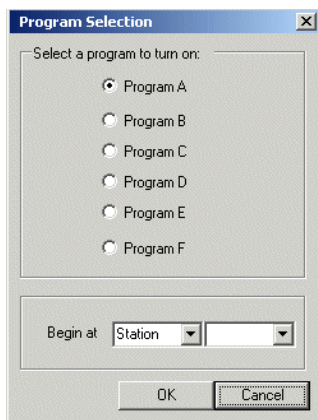 Program Selection
Select a program to turn on:
Program A
Program B
Program C
Program D
Program E
Program F
Begin at Station
OK Cancel